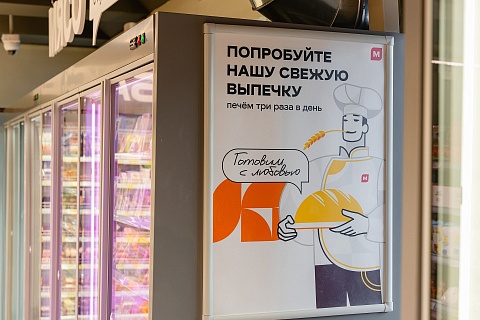 ПОПРОБУЙТЕ
НАШУ СВЕЖУЮ
ВЫПЕЧКУ
печём три раза в день
Готовим
с любовью
М
М